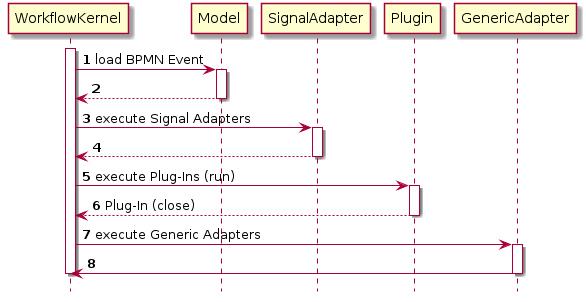 WorkflowKernel
Model
SignalAdapter
Plugin
GenericAdapter
1 load BPMN Event
2
3 execute Signal Adapters
4
5 execute Plug-Ins (run)
6 Plug-In (close)
7 execute Generic Adapters
8